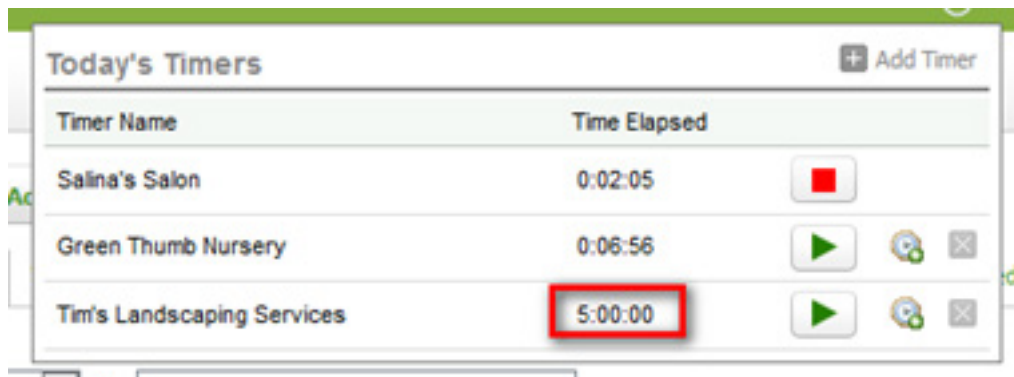 Today's Timers Add Timer
Timer Name Time Elapsed
Salina's Salon 0:02:05
Green Thumb Nursery 0:06:56
Tim's Landscaping Services 5:00:00